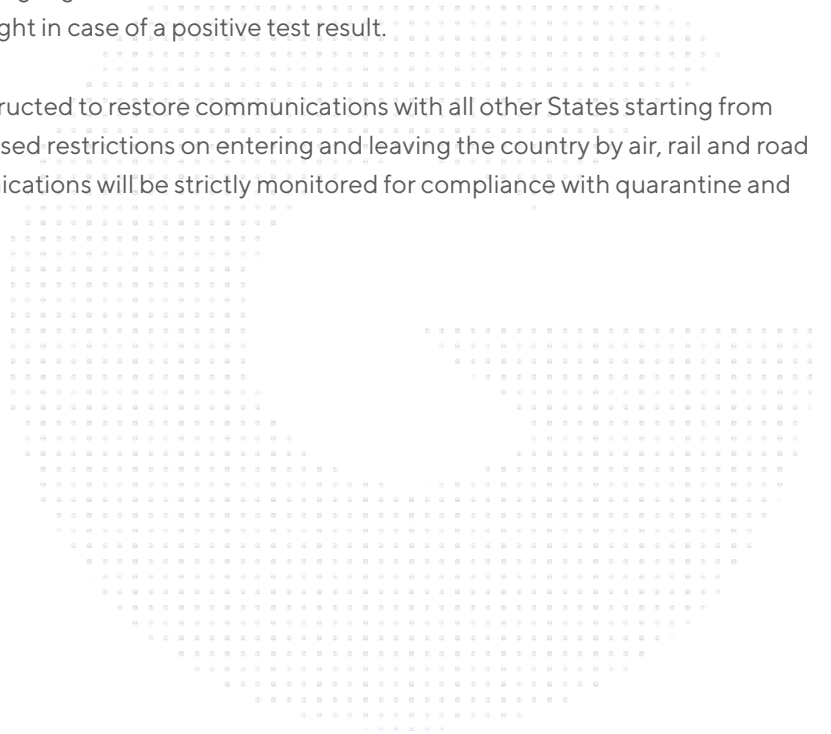 ght in case of a positive test result.
ructed to restore communications with all other States starting from
sed restrictions on entering and leaving the country by air, rail and road
ications will be strictly monitored for compliance with quarantine and